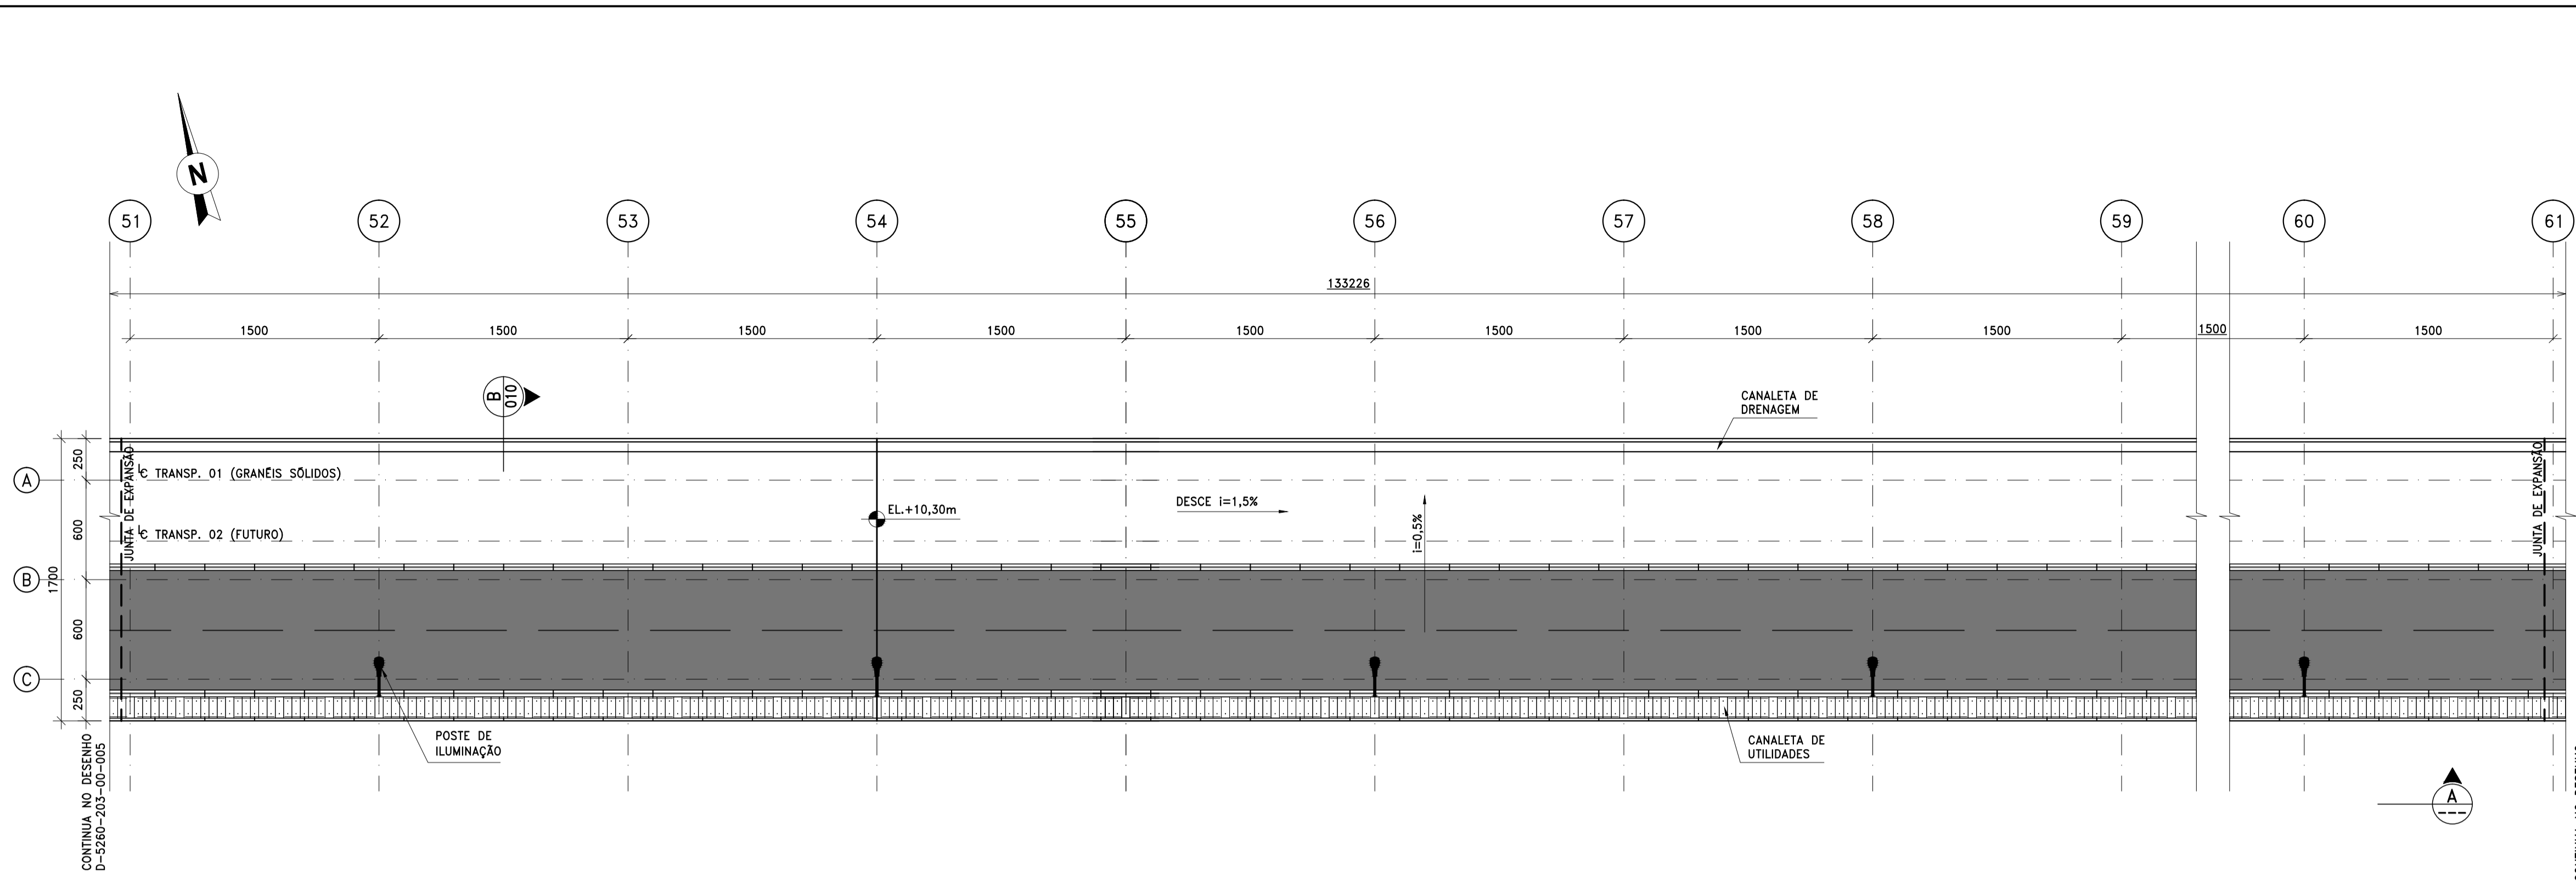 N
51 52 53 54 55 56 57 58 59 60 61
133226
1500 1500 1500 1500 1500 1500 1500 1500 1500 1500
B
010
CANALETA DE
DRENAGEM
250
A
JUNTA DE EXPANSÃO
LC TRANSP. 01 (GRANÉIS SÓLIDOS)
JUNTA DE EXPANSÃO
EL.+10,30m
DESCE i=1,5%
i=0,5%
600
LC TRANSP. 02 (FUTURO)
B
1700
600
C
250
POSTE DE
ILUMINAÇÃO
CANALETA DE
UTILIDADES
CONTINUA NO DESENHO
D-5260-203-00-005
A
---